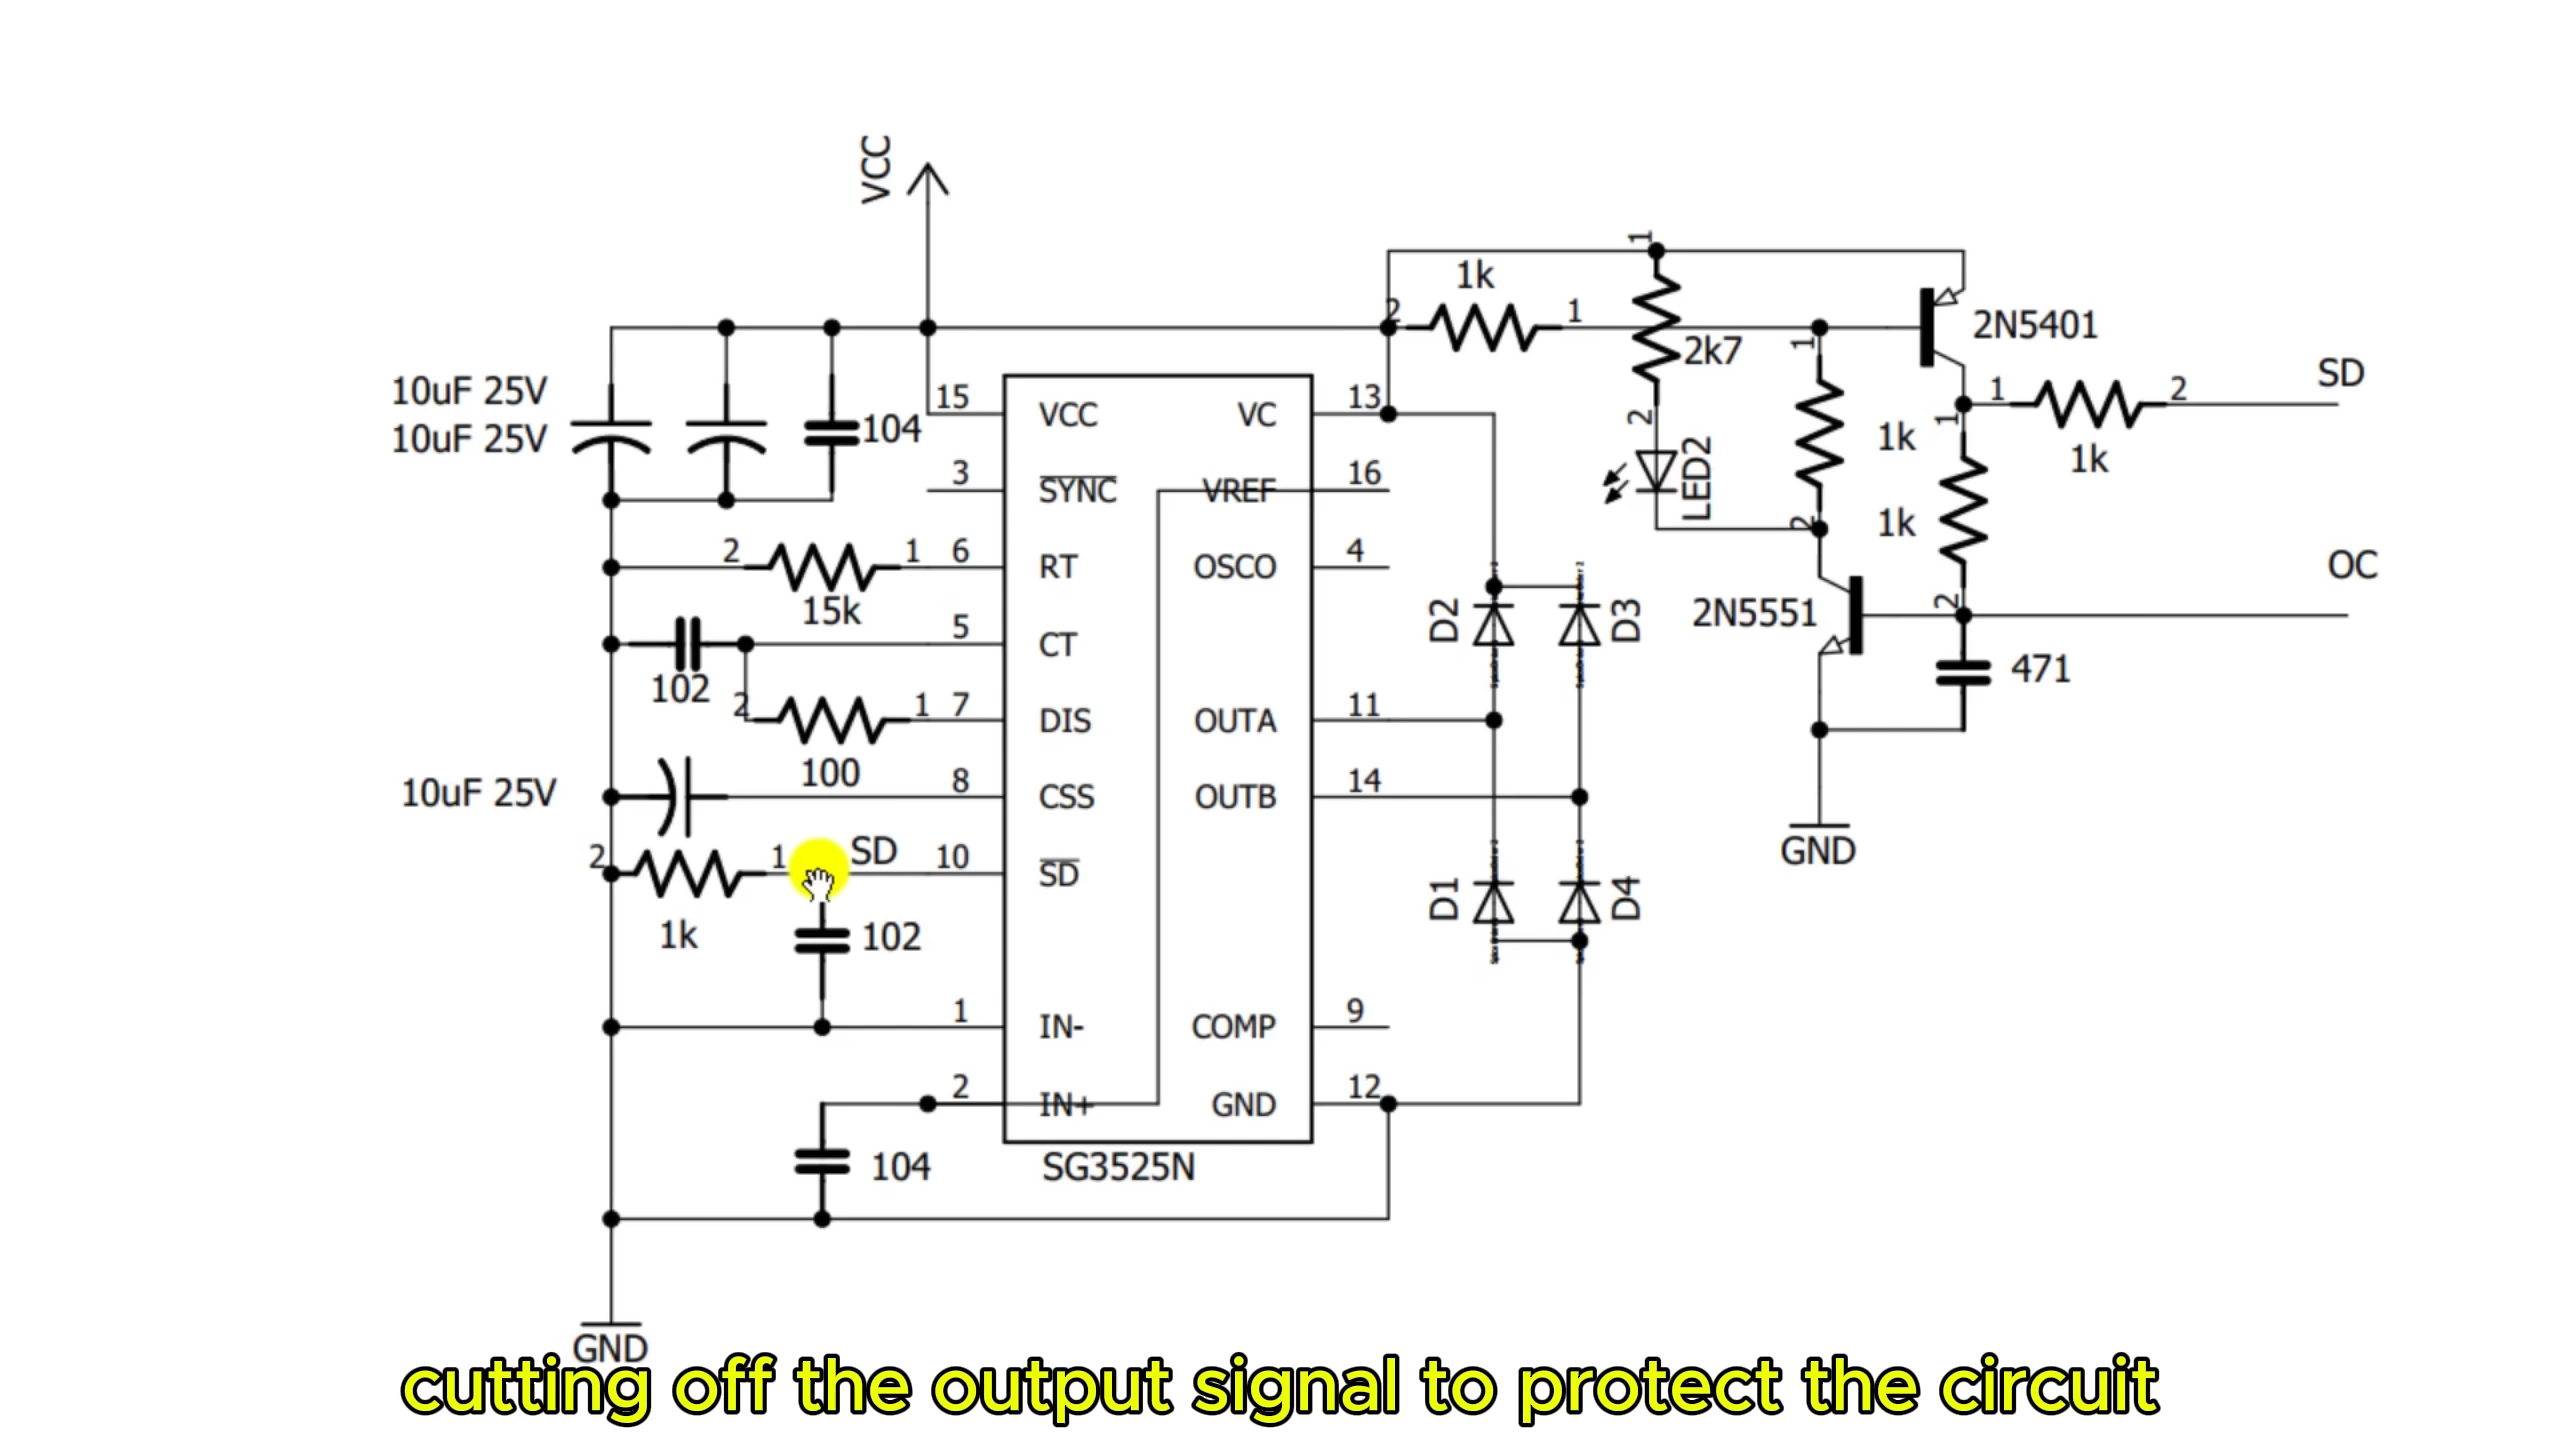 VCC
1
1k
2
1
2N5401
2k7
1
SD
10uF 25V
10uF 25V
104
15
VCC
VC
13
2
1
2
1
1k
1k
3
SYNC
VREF
16
LED2
2
1k
2
1
6
RT
OSCO
4
OC
15k
D2
D3
2N5551
2
5
CT
471
102
2
1
7
DIS
OUTA
11
100
10uF 25V
8
CSS
OUTB
14
GND
2
1
SD
10
SD
D1
D4
1k
102
1
IN-
COMP
9
2
IN+
GND
12
104
SG3525N
GND
cutting off the output signal to protect the circuit